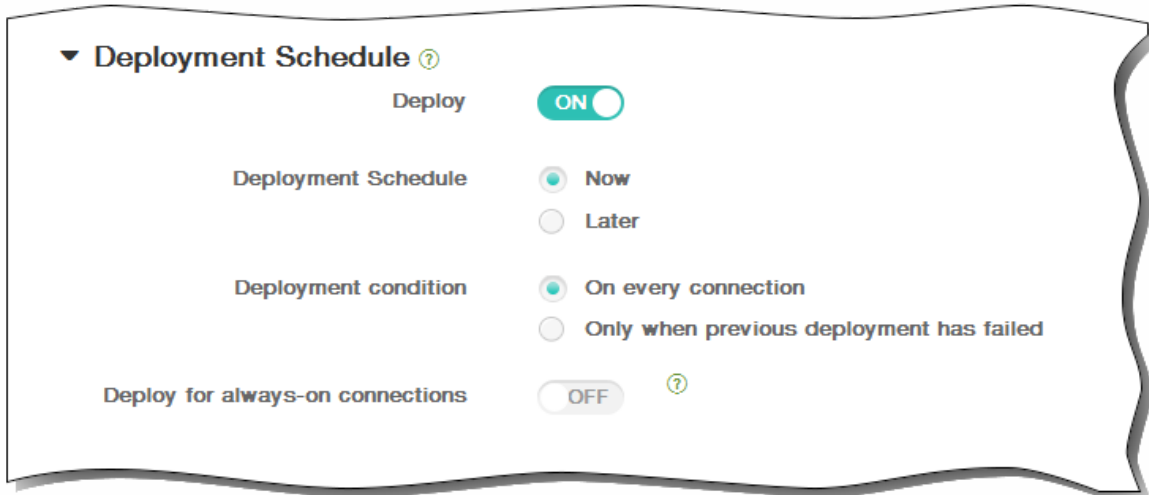 Deployment Schedule ?
Deploy ON
Deployment Schedule Now
Later
Deployment condition On every connection
Only when previous deployment has failed
Deploy for always-on connections OFF ?